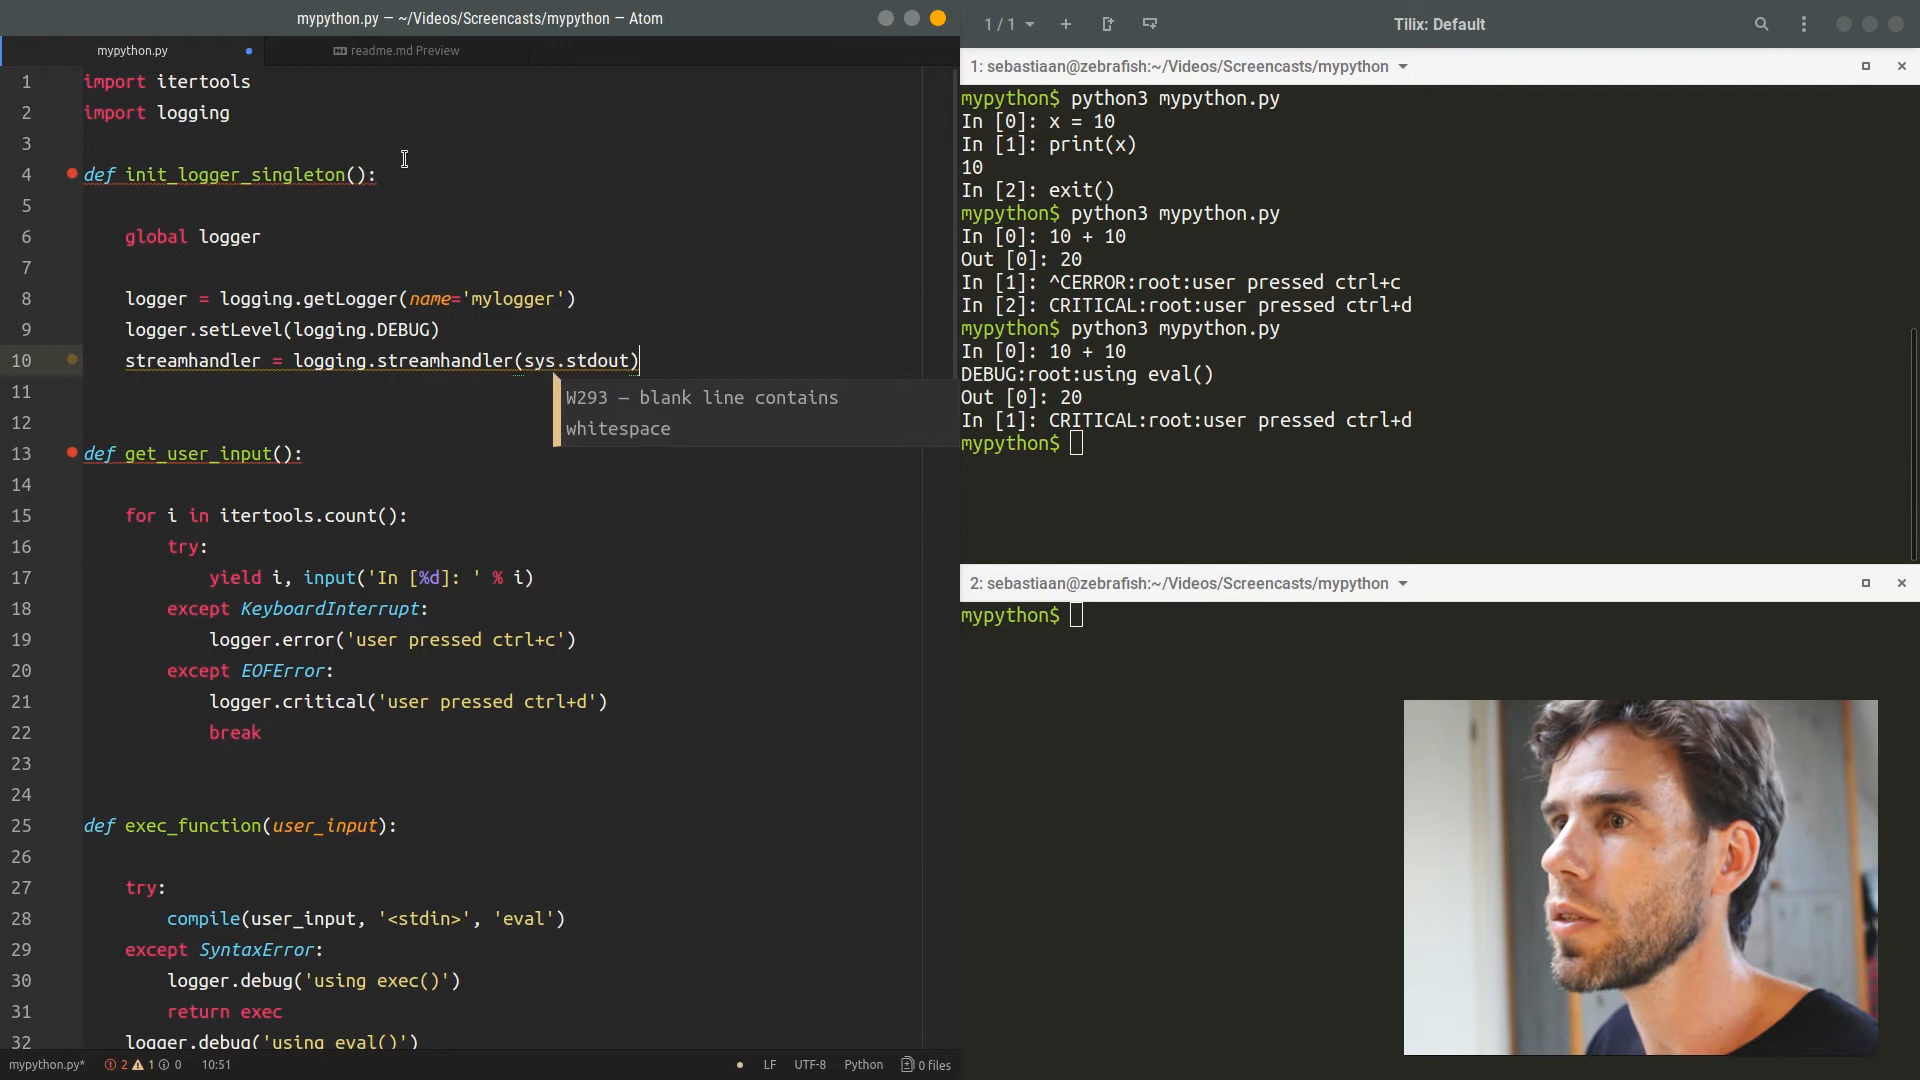 mypython.py — ~/Videos/Screencasts/mypython — Atom
mypython.py
readme.md Preview
1 import itertools
2 import logging
3
4 def init_logger_singleton():
5
6 global logger
7
8 logger = logging.getLogger(name='mylogger')
9 logger.setLevel(logging.DEBUG)
10 streamhandler = logging.streamhandler(sys.stdout)
11
W293 — blank line contains
whitespace
12
13 def get_user_input():
14
15 for i in itertools.count():
16 try:
17 yield i, input('In [%d]: ' % i)
18 except KeyboardInterrupt:
19 logger.error('user pressed ctrl+c')
20 except EOFError:
21 logger.critical('user pressed ctrl+d')
22 break
23
24
25 def exec_function(user_input):
26
27 try:
28 compile(user_input, '<stdin>', 'eval')
29 except SyntaxError:
30 logger.debug('using exec()')
31 return exec
32 logger.debug('using eval()')
mypython.py* 2 1 0 10:51 LF UTF-8 Python 0 files
1 / 1 Tilix: Default
1: sebastiaan@zebrafish:~/Videos/Screencasts/mypython
mypython$ python3 mypython.py
In [0]: x = 10
In [1]: print(x)
10
In [2]: exit()
mypython$ python3 mypython.py
In [0]: 10 + 10
Out [0]: 20
In [1]: ^CERROR:root:user pressed ctrl+c
In [2]: CRITICAL:root:user pressed ctrl+d
mypython$ python3 mypython.py
In [0]: 10 + 10
DEBUG:root:using eval()
Out [0]: 20
In [1]: CRITICAL:root:user pressed ctrl+d
mypython$
2: sebastiaan@zebrafish:~/Videos/Screencasts/mypython
mypython$